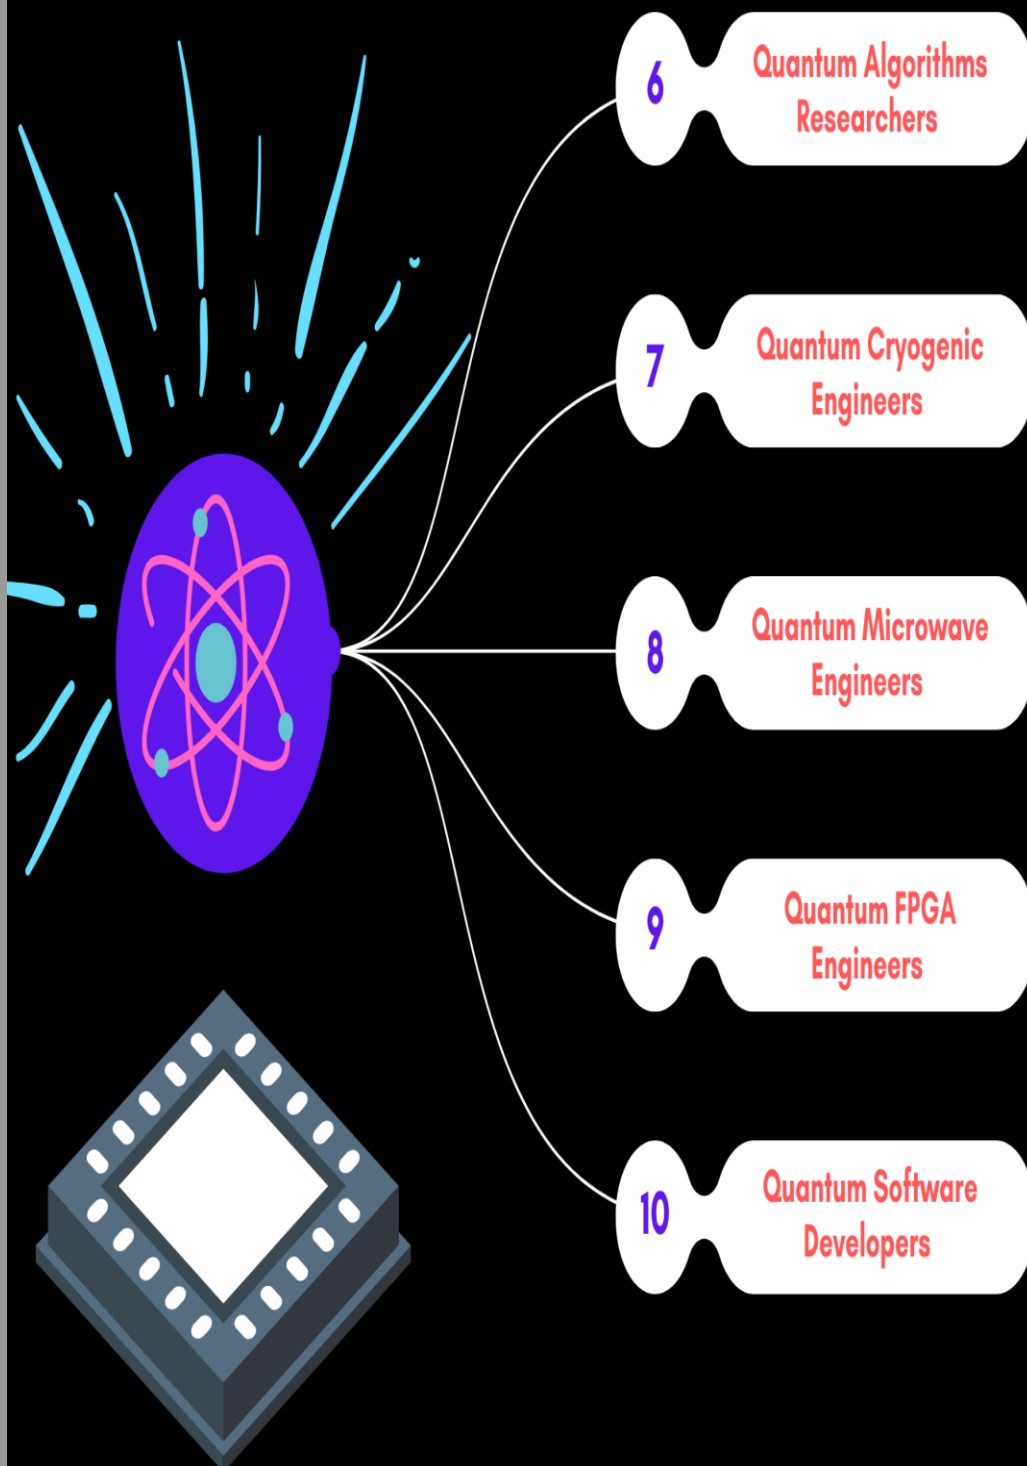 6
Quantum Algorithms
Researchers
7
Quantum Cryogenic
Engineers
8
Quantum Microwave
Engineers
9
Quantum FPGA
Engineers
10
Quantum Software
Developers